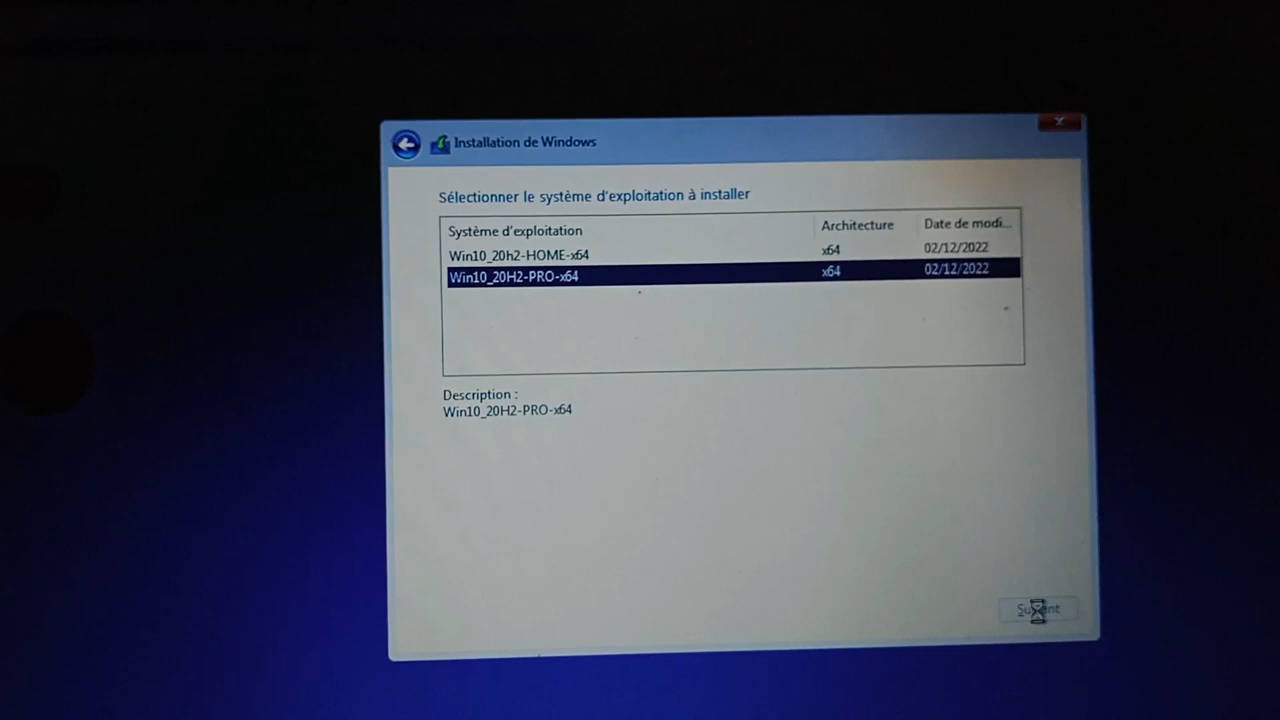 Installation de Windows
Sélectionner le système d'exploitation à installer
Système d'exploitation Architecture Date de modi...
Win10_20h2-HOME-x64 x64 02/12/2022
Win10_20H2-PRO-x64 x64 02/12/2022
Description :
Win10_20H2-PRO-x64
Suivant